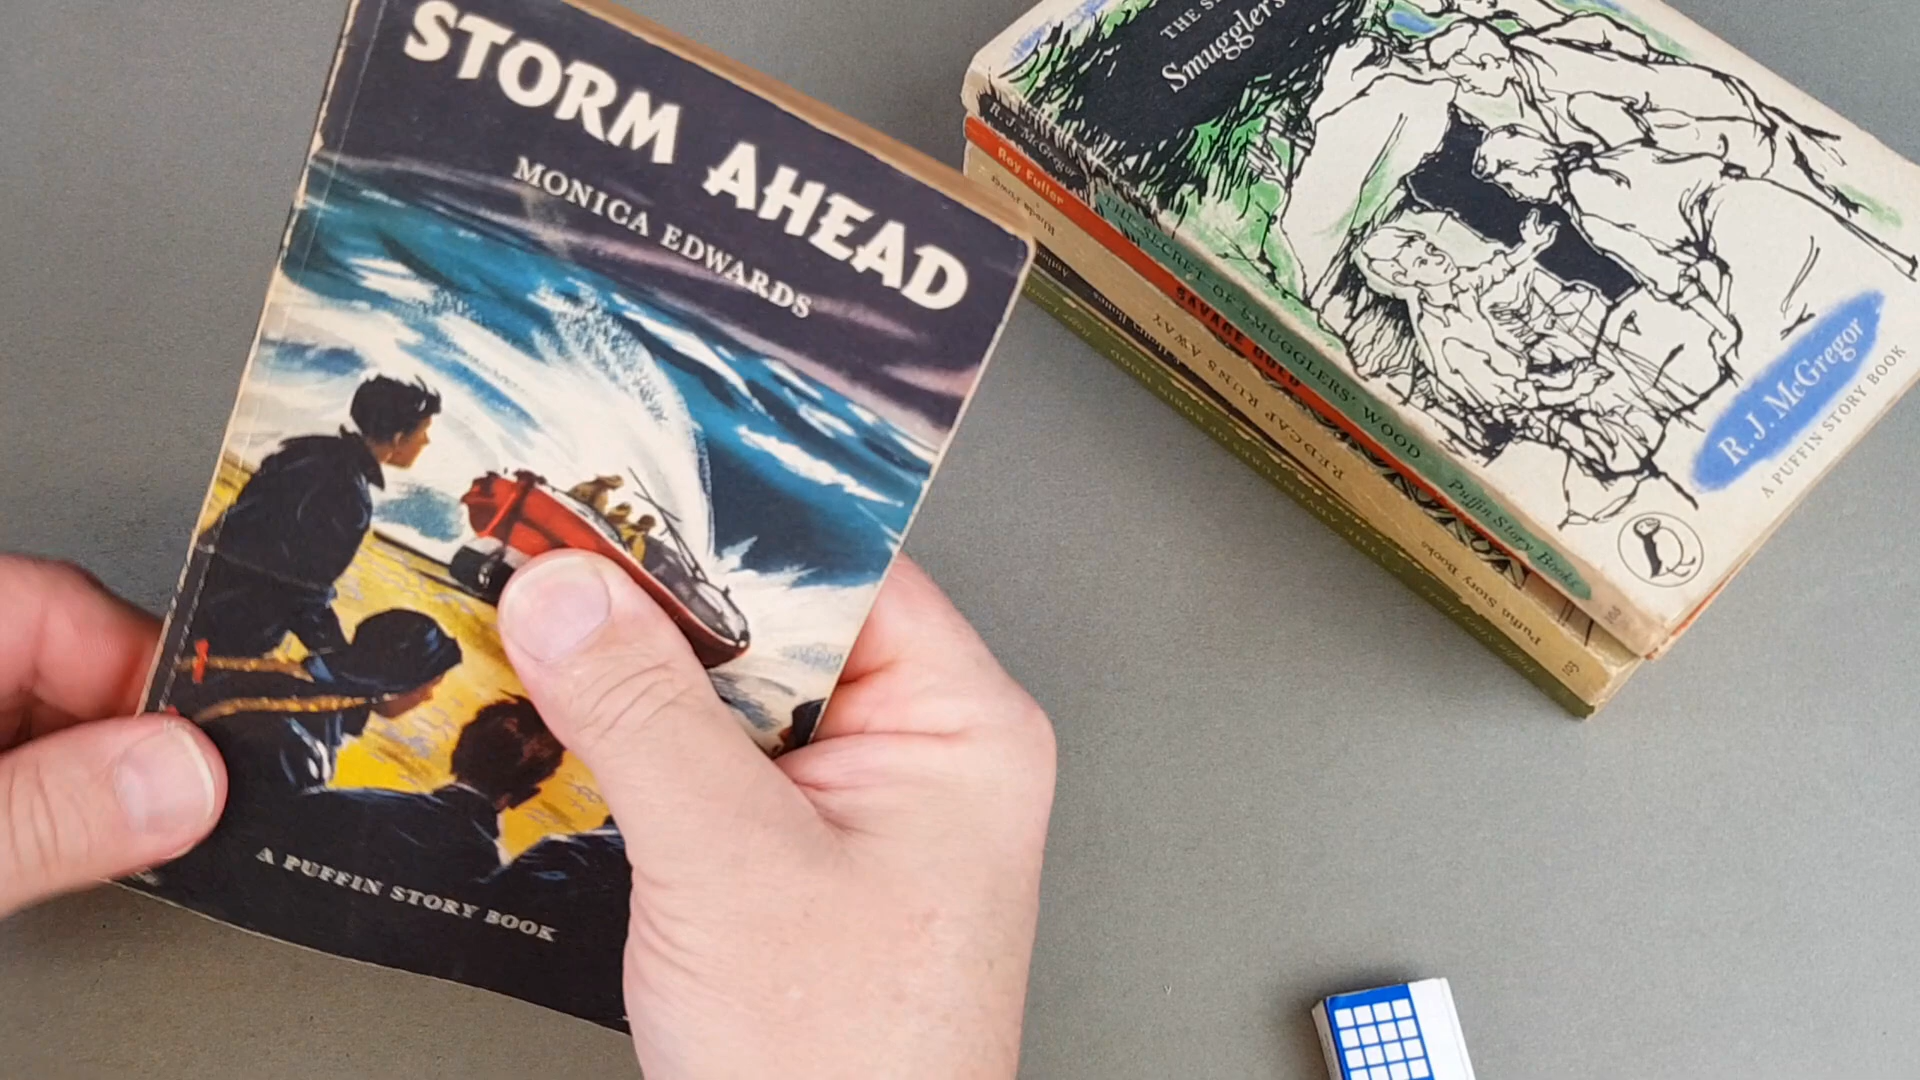 STORM AHEAD
MONICA EDWARDS
A PUFFIN STORY BOOK
Smugglers
R. J. McGregor
A PUFFIN STORY BOOK
R. J. McGregor
THE SECRET OF SMUGGLERS' WOOD
Puffin Story Books
Roy Fuller
SAVAGE GOLD
REDCAP RUNS AWAY
Puffin Story Books
103